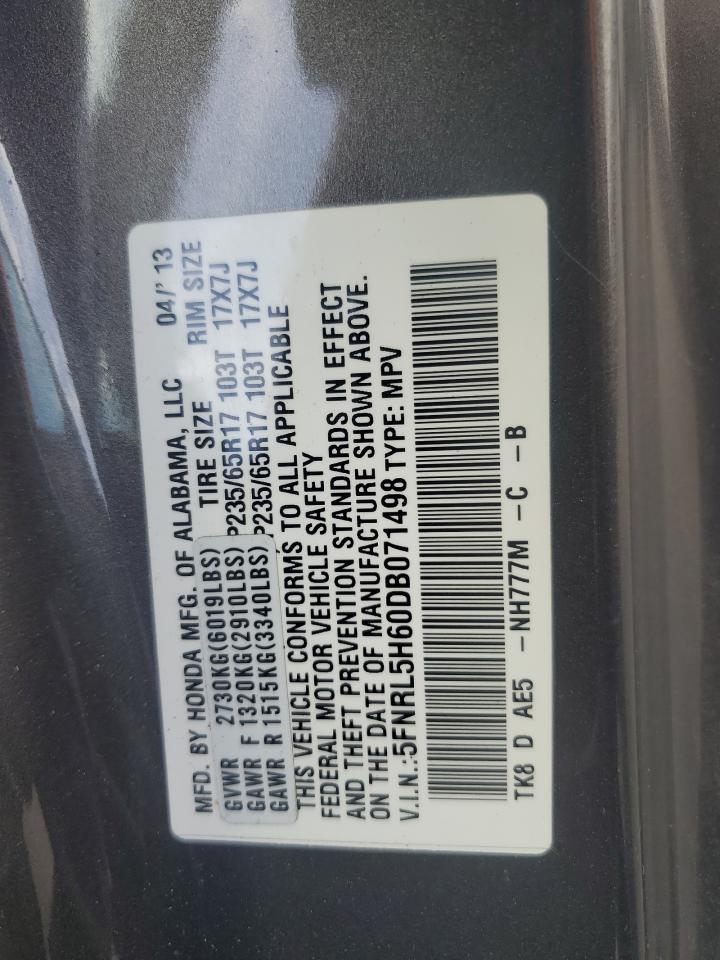 MFD. BY HONDA MFG. OF ALABAMA, LLC 04/'13
GVWR 2730KG(6019LBS) TIRE SIZE RIM SIZE
GAWR F 1320KG(2910LBS) P235/65R17 103T 17X7J
GAWR R 1515KG(3340LBS) P235/65R17 103T 17X7J
THIS VEHICLE CONFORMS TO ALL APPLICABLE
FEDERAL MOTOR VEHICLE SAFETY
AND THEFT PREVENTION STANDARDS IN EFFECT
ON THE DATE OF MANUFACTURE SHOWN ABOVE.
V.I.N.:5FNRL5H60DB071498 TYPE: MPV
TK8 D AE5 -NH777M -C -B